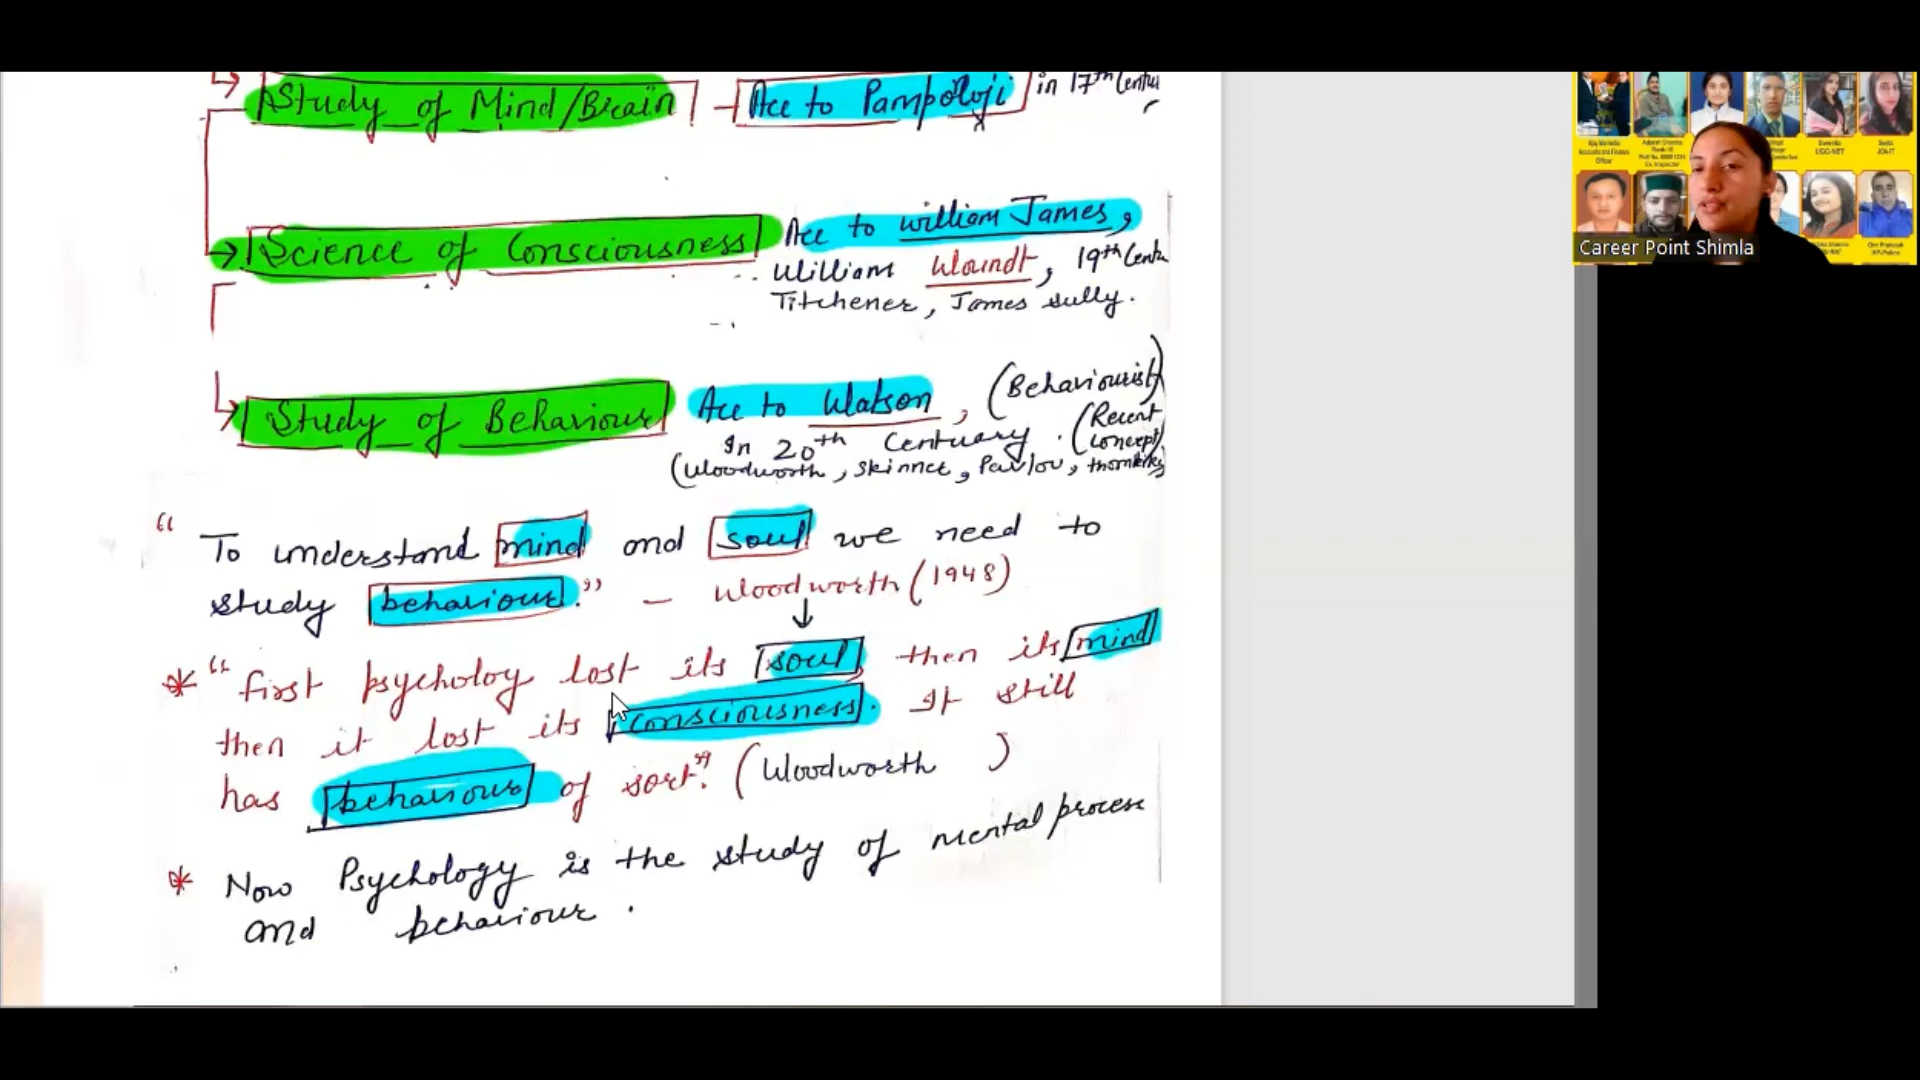 Study of Mind/Brain - Acc to Pampoloji in 17th Centu
Science of Consciousness Acc to William James,
William Woundt, 19th Centu
Titchener, James Sully.
Study of Behaviour Acc to Watson, (Behaviourist)
In 20th Centuary. (Recent concept)
(Woodworth, Skinner, Pavlov,
"To understand mind and soul we need to
study behaviour." - Woodworth (1948)
* "First psycholoy lost its soul, then its mind
then it lost its consciousness. It still
has behaviour of sort". (Woodworth )
* Now Psychology is the study of mental process
and behaviour.
Career Point Shimla